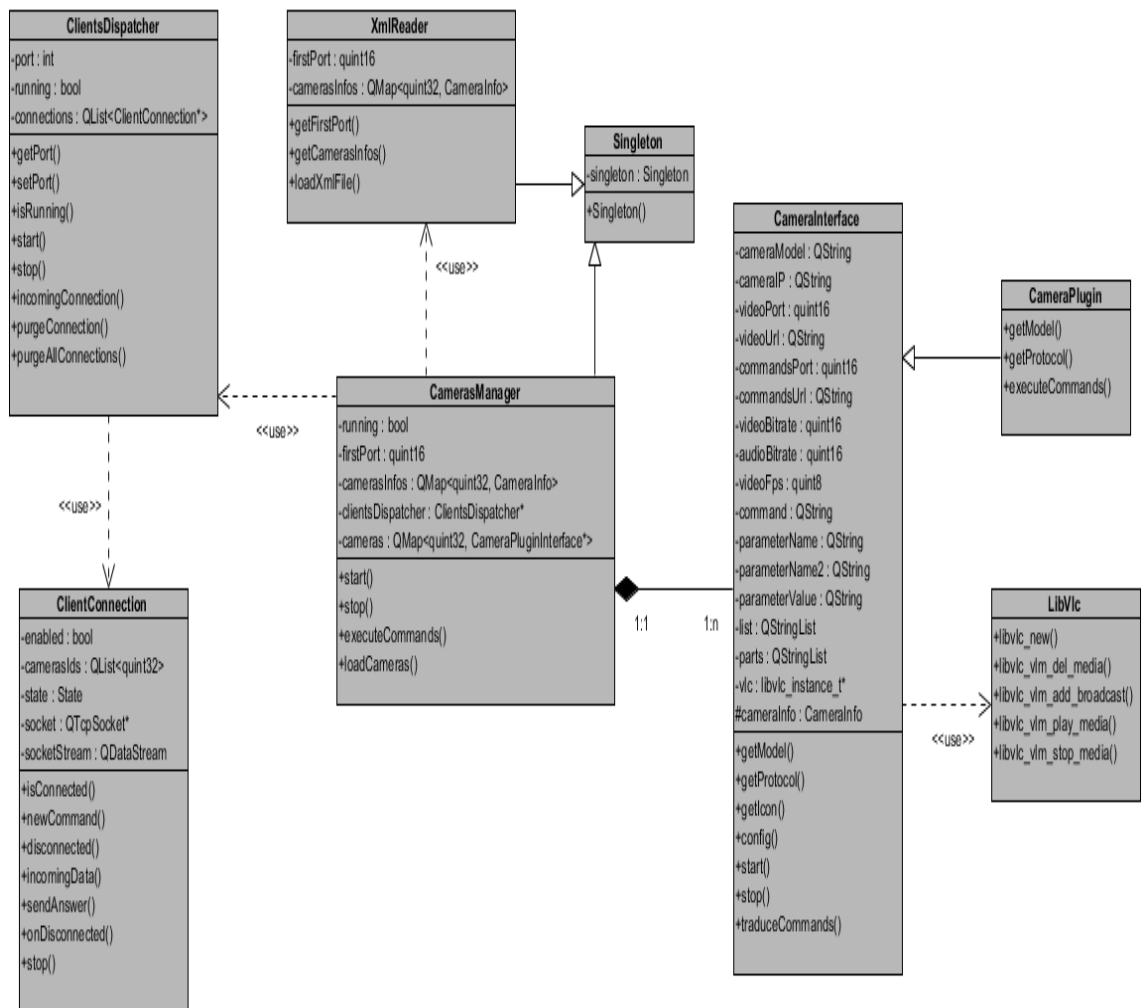 ClientsDispatcher
-port : int
-running : bool
-connections : QList<ClientConnection*>
+getPort()
+setPort()
+isRunning()
+start()
+stop()
+incomingConnection()
+purgeConnection()
+purgeAllConnections()
XmlReader
-firstPort : quint16
-camerasInfos : QMap<quint32, CameraInfo>
+getFirstPort()
+getCamerasInfos()
+loadXmlFile()
Singleton
-singleton : Singleton
+Singleton()
<<use>>
<<use>>
<<use>>
CamerasManager
-running : bool
-firstPort : quint16
-camerasInfos : QMap<quint32, CameraInfo>
-clientsDispatcher : ClientsDispatcher*
-cameras : QMap<quint32, CameraPluginInterface*>
+start()
+stop()
+executeCommands()
+loadCameras()
1:1
1:n
CameraInterface
-cameraModel : QString
-cameraIP : QString
-videoPort : quint16
-videoUrl : QString
-commandsPort : quint16
-commandsUrl : QString
-videoBitrate : quint16
-audioBitrate : quint16
-videoFps : quint8
-command : QString
-parameterName : QString
-parameterName2 : QString
-parameterValue : QString
-list : QStringList
-parts : QStringList
-vlc : libvlc_instance_t*
#cameraInfo : CameraInfo
+getModel()
+getProtocol()
+getIcon()
+config()
+start()
+stop()
+traduceCommands()
CameraPlugin
+getModel()
+getProtocol()
+executeCommands()
<<use>>
LibVlc
+libvlc_new()
+libvlc_vlm_del_media()
+libvlc_vlm_add_broadcast()
+libvlc_vlm_play_media()
+libvlc_vlm_stop_media()
ClientConnection
-enabled : bool
-camerasIds : QList<quint32>
-state : State
-socket : QTcpSocket*
-socketStream : QDataStream
+isConnected()
+newCommand()
+disconnected()
+incomingData()
+sendAnswer()
+onDisconnected()
+stop()